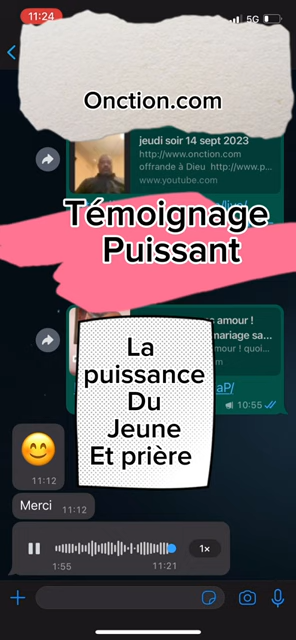 11:24
5G
Onction.com
jeudi soir 14 sept 2023
http://www.onction.com
offrande à Dieu http://www.p...
www.youtube.com
Témoignage
Puissant
amour !
mariage sa...
mour ! quoi...
La
puissance
Du
Jeune
Et prière
aP/
10:55
11:12
Merci 11:12
1×
1:55 11:21